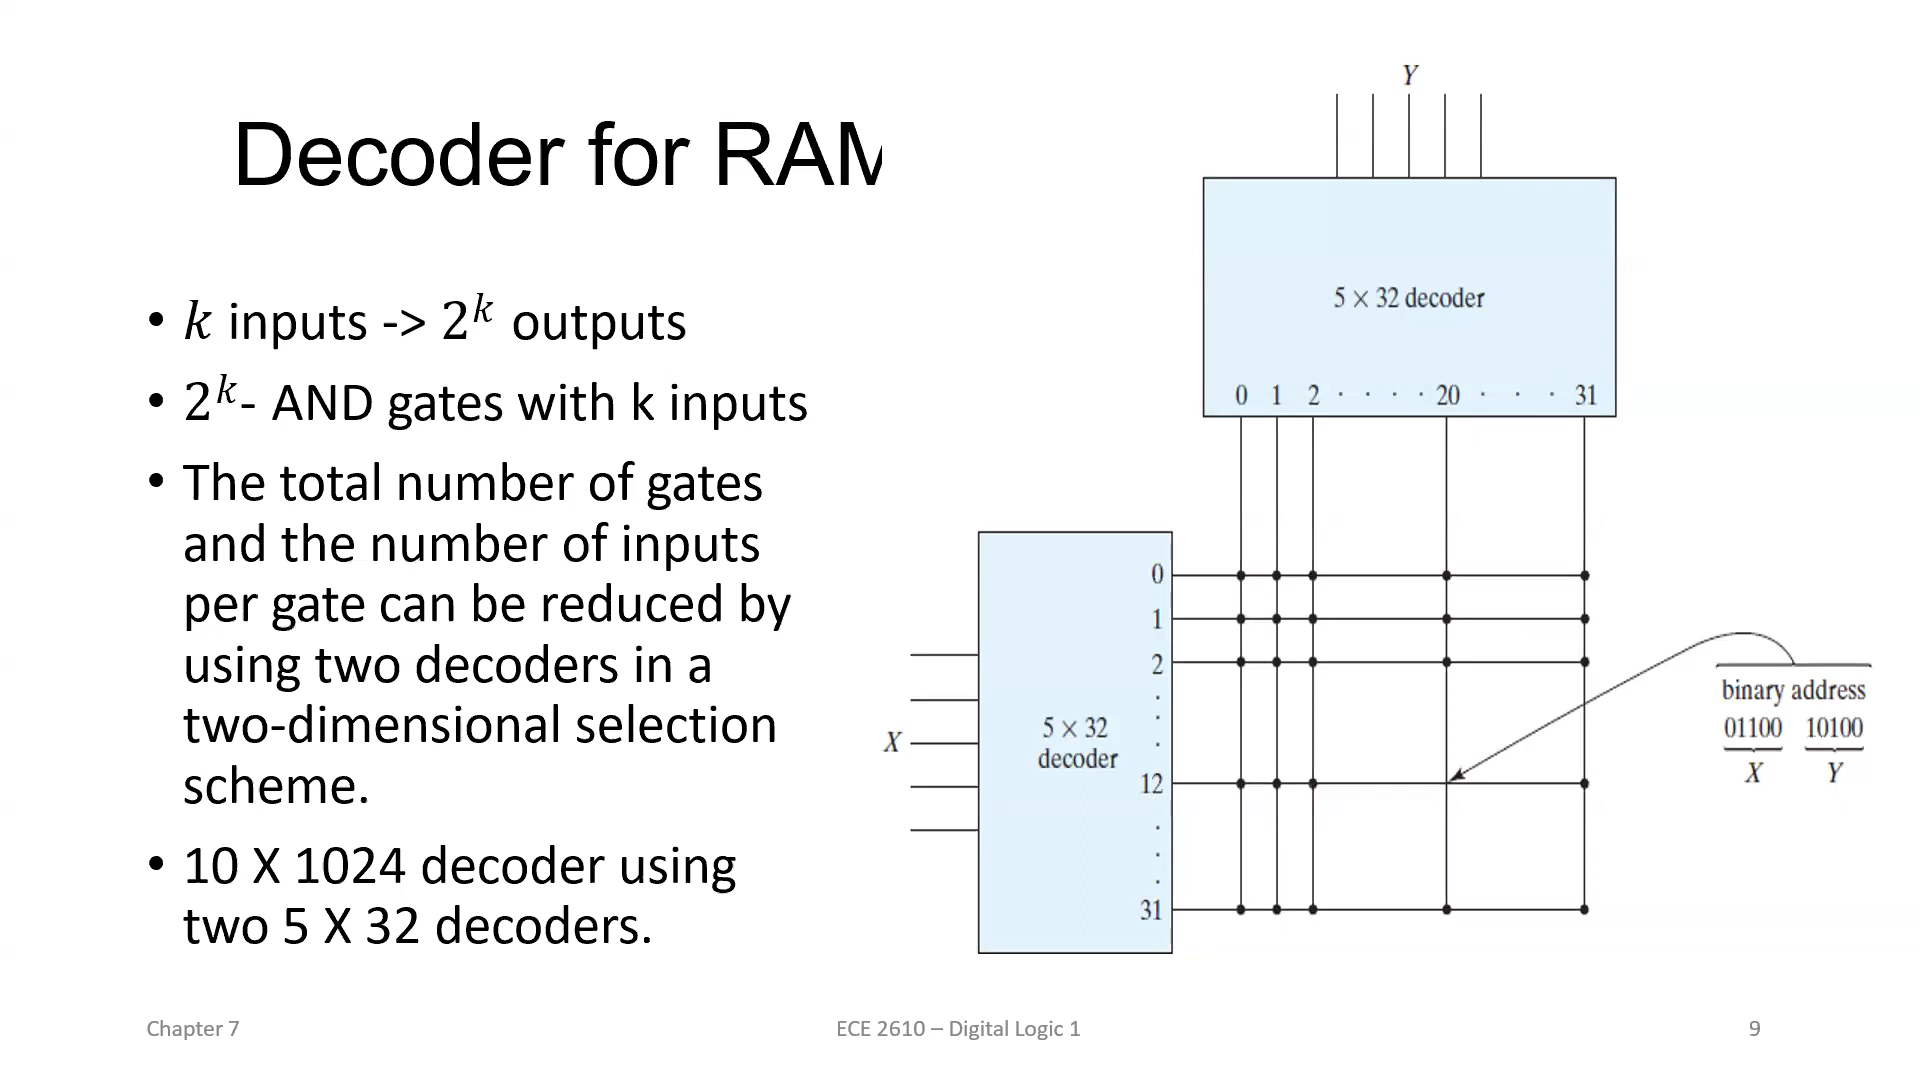 Decoder for RAM
• k inputs -> 2^k outputs
• 2^k- AND gates with k inputs
• The total number of gates
and the number of inputs
per gate can be reduced by
using two decoders in a
two-dimensional selection
scheme.
• 10 X 1024 decoder using
two 5 X 32 decoders.
Y
5 × 32 decoder
0 1 2 · · · · 20 · · · 31
X
5 × 32
decoder
0
1
2
·
·
·
12
·
·
·
31
binary address
01100 10100
X Y
Chapter 7
ECE 2610 – Digital Logic 1
9